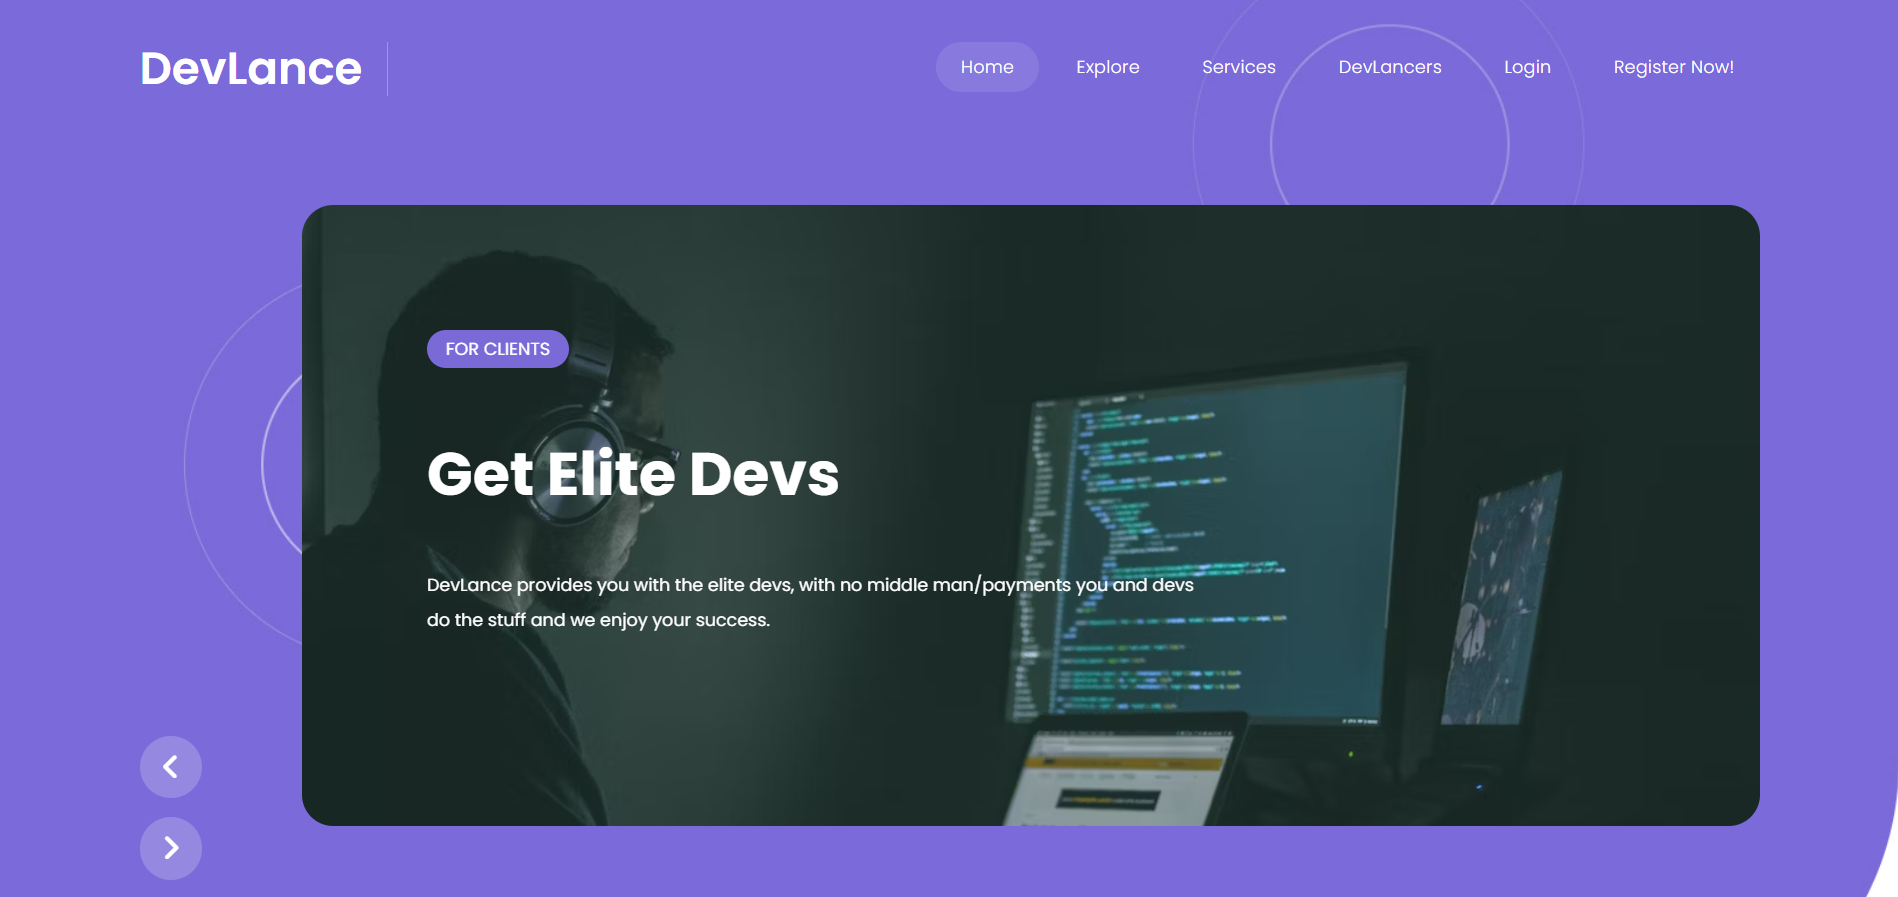 DevLance
Home Explore Services DevLancers Login Register Now!
FOR CLIENTS
Get Elite Devs
DevLance provides you with the elite devs, with no middle man/payments you and devs
do the stuff and we enjoy your success.